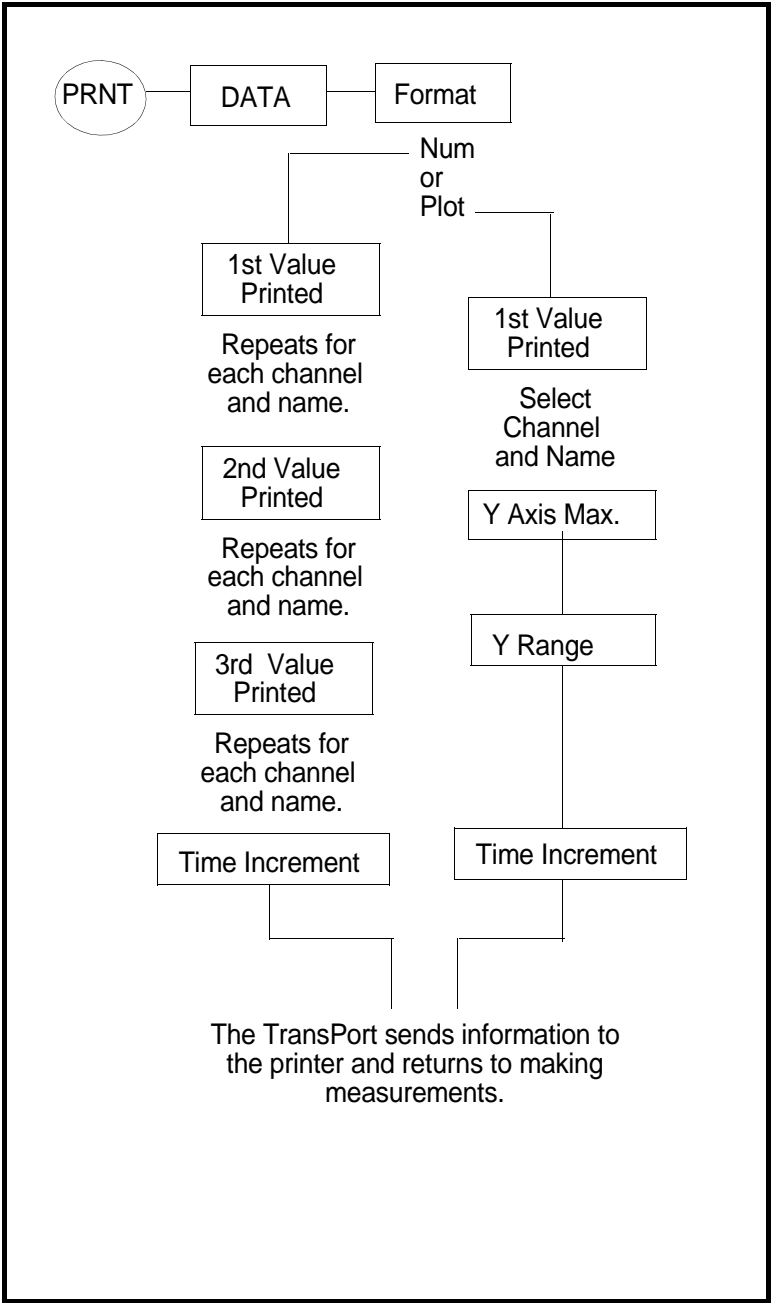 PRNT
DATA
Format
Num
or
Plot
1st Value
Printed
Repeats for
each channel
and name.
2nd Value
Printed
Repeats for
each channel
and name.
3rd  Value
Printed
Repeats for
each channel
and name.
Time Increment
1st Value
Printed
Select
Channel
and Name
Y Axis Max.
Y Range
Time Increment
The TransPort sends information to
the printer and returns to making
measurements.